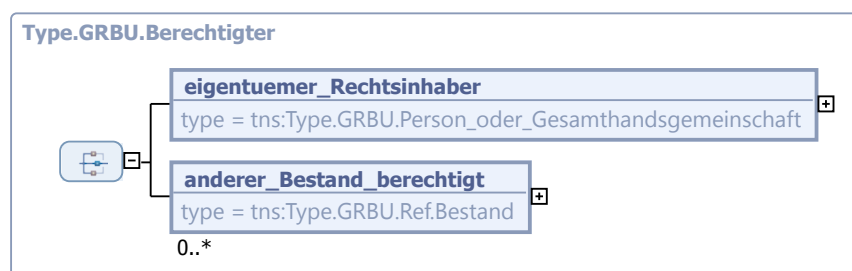 Type.GRBU.Berechtigter
eigentuemer_Rechtsinhaber
type = tns:Type.GRBU.Person_oder_Gesamthandsgemeinschaft
anderer_Bestand_berechtigt
type = tns:Type.GRBU.Ref.Bestand
0..*